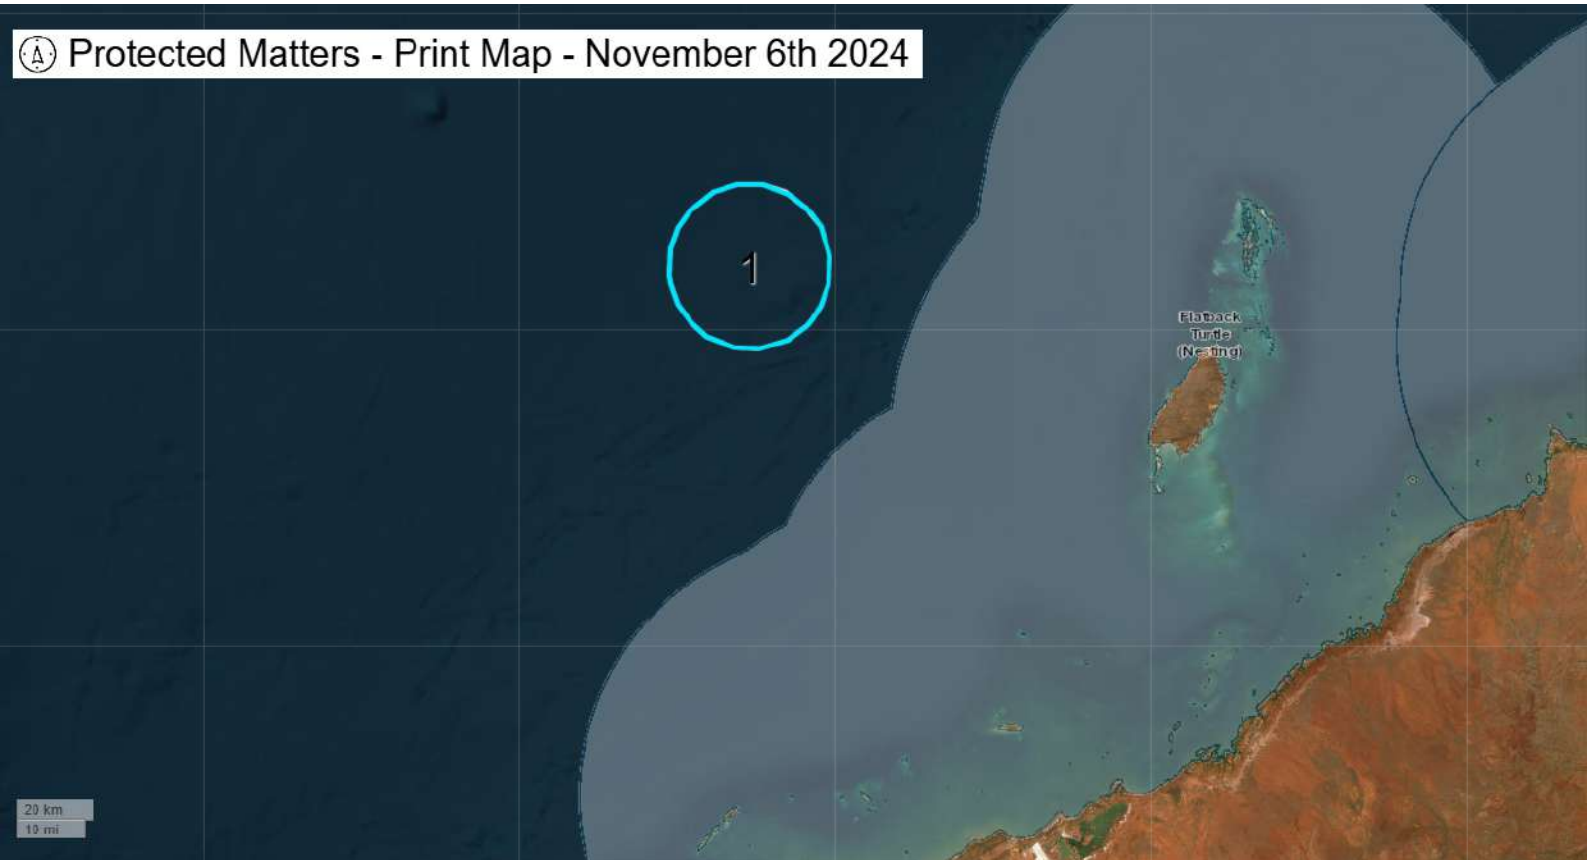 Protected Matters - Print Map - November 6th 2024
1
Flatback
Turtle
(Nesting)
20 km
10 mi